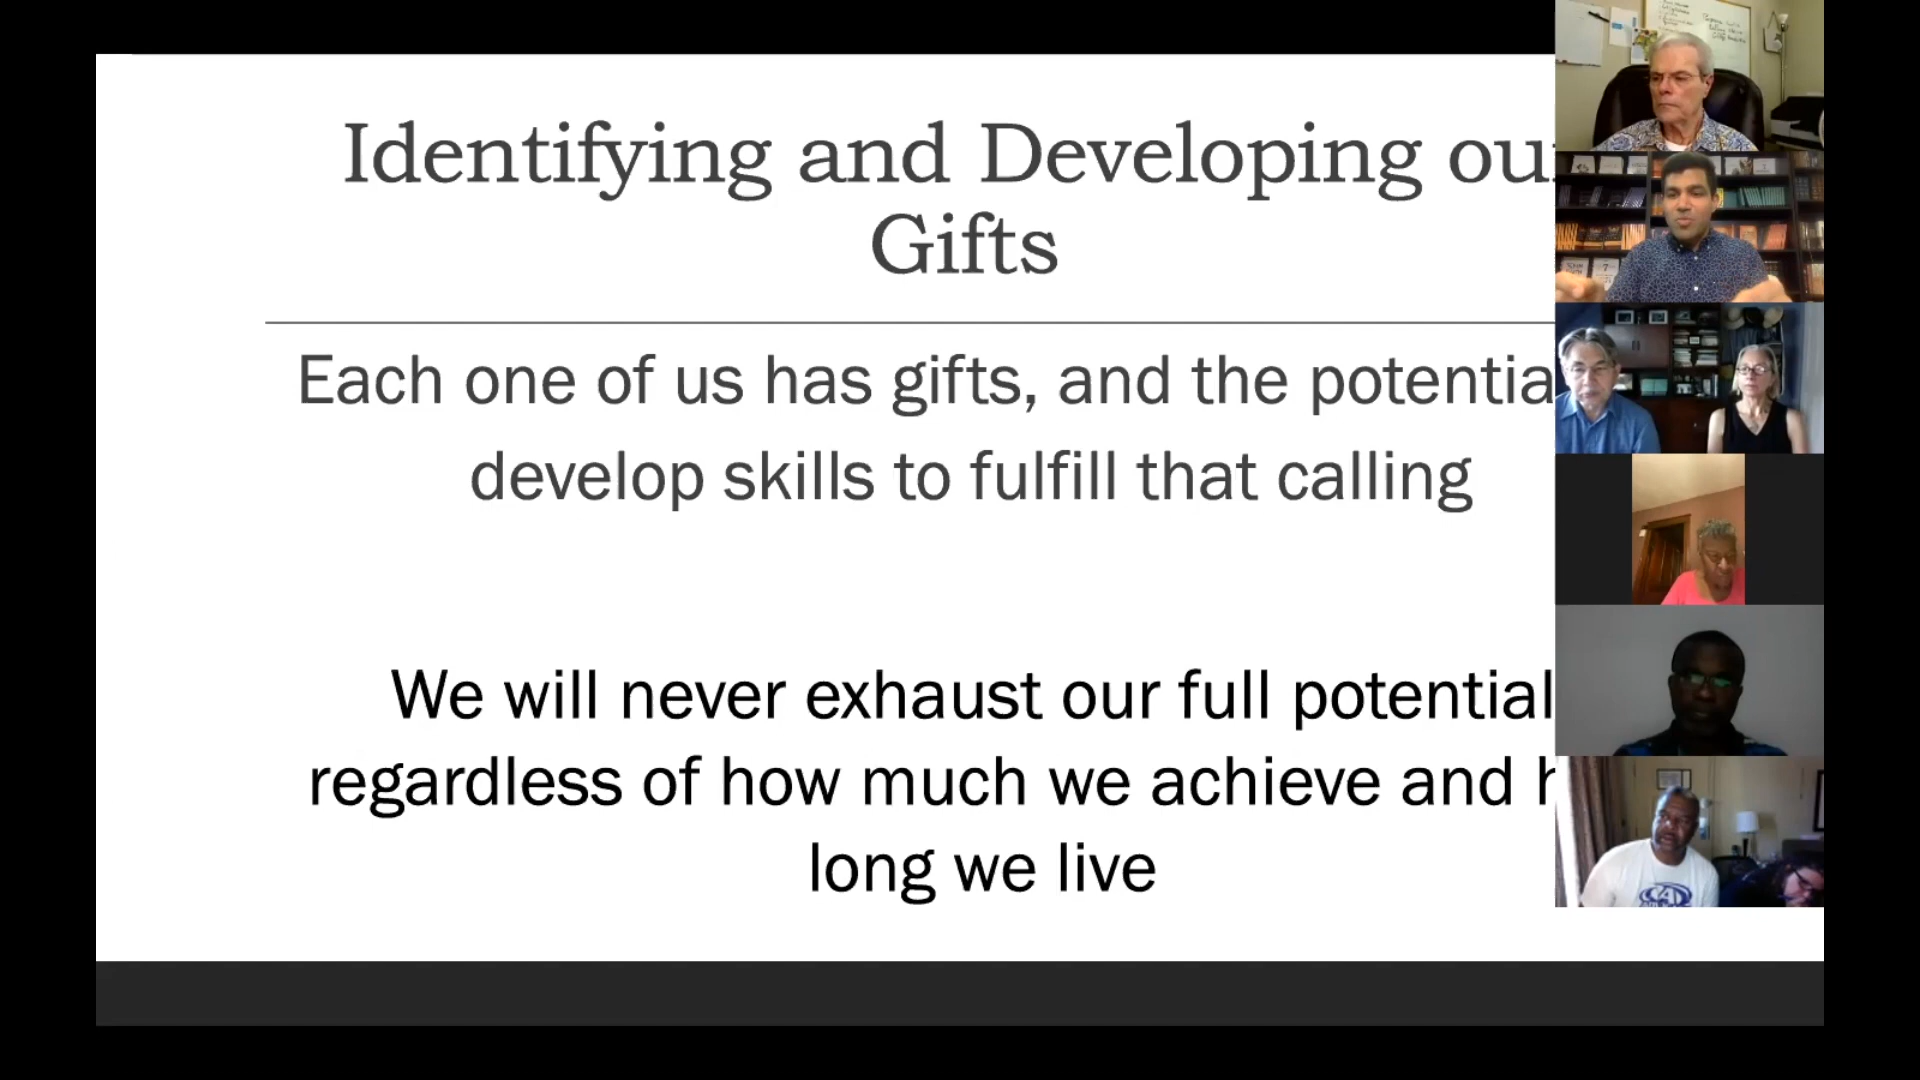 Identifying and Developing our
Gifts
Each one of us has gifts, and the potentia
develop skills to fulfill that calling
We will never exhaust our full potential
regardless of how much we achieve and h
long we live